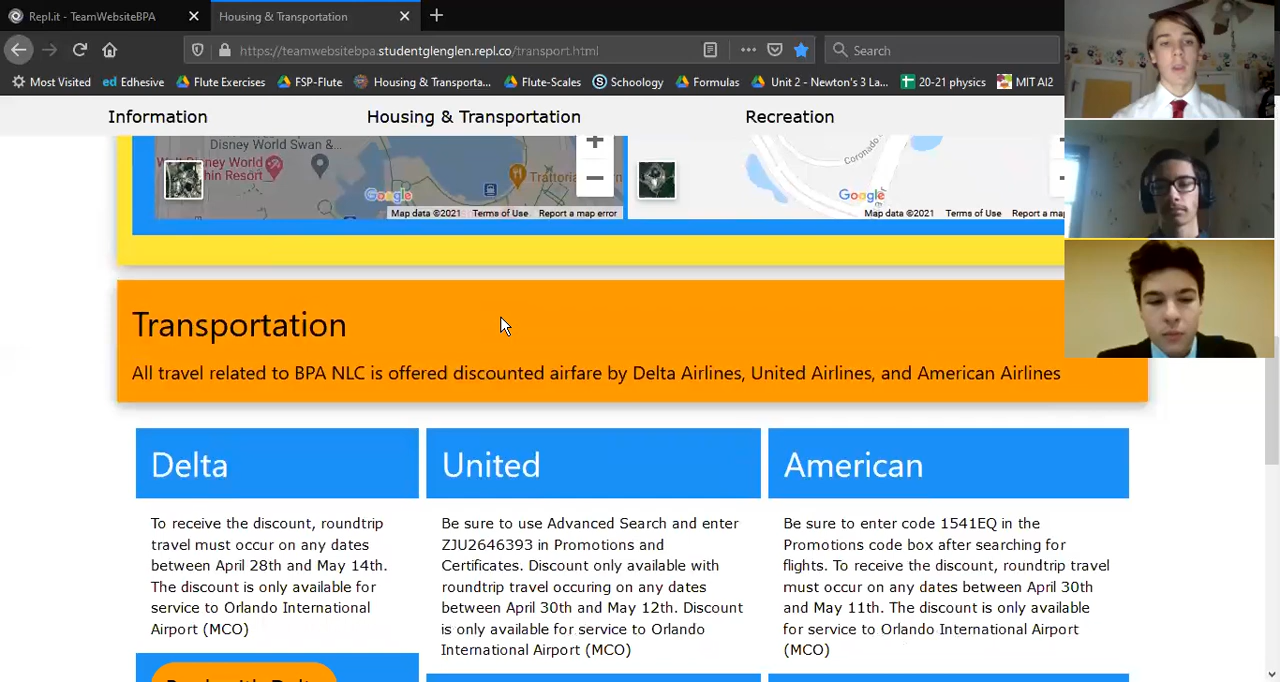 Repl.it - TeamWebsiteBPA
Housing & Transportation
https://teamwebsitebpa.studentglenglen.repl.co/transport.html
Search
Most Visited
ed Edhesive
Flute Exercises
FSP-Flute
Housing & Transporta...
Flute-Scales
S Schoology
Formulas
Unit 2 - Newton's 3 La...
20-21 physics
MIT AI2
Information
Housing & Transportation
Recreation
Disney World
Swan &...
Walt Disney World
hin Resort
Trattoria
Coronado
Google
Map data ©2021 Terms of Use Report a map error
Google
Map data ©2021 Terms of Use Report a ma
Transportation
All travel related to BPA NLC is offered discounted airfare by Delta Airlines, United Airlines, and American Airlines
Delta
To receive the discount, roundtrip
travel must occur on any dates
between April 28th and May 14th.
The discount is only available for
service to Orlando International
Airport (MCO)
United
Be sure to use Advanced Search and enter
ZJU2646393 in Promotions and
Certificates. Discount only available with
roundtrip travel occuring on any dates
between April 30th and May 12th. Discount
is only available for service to Orlando
International Airport (MCO)
American
Be sure to enter code 1541EQ in the
Promotions code box after searching for
flights. To receive the discount, roundtrip travel
must occur on any dates between April 30th
and May 11th. The discount is only available
for service to Orlando International Airport
(MCO)